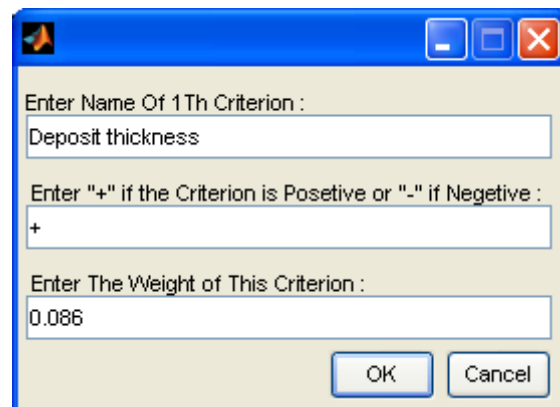 Enter Name Of 1Th Criterion :
Deposit thickness
Enter "+" if the Criterion is Posetive or "-" if Negetive :
+
Enter The Weight of This Criterion :
0.086
OK Cancel